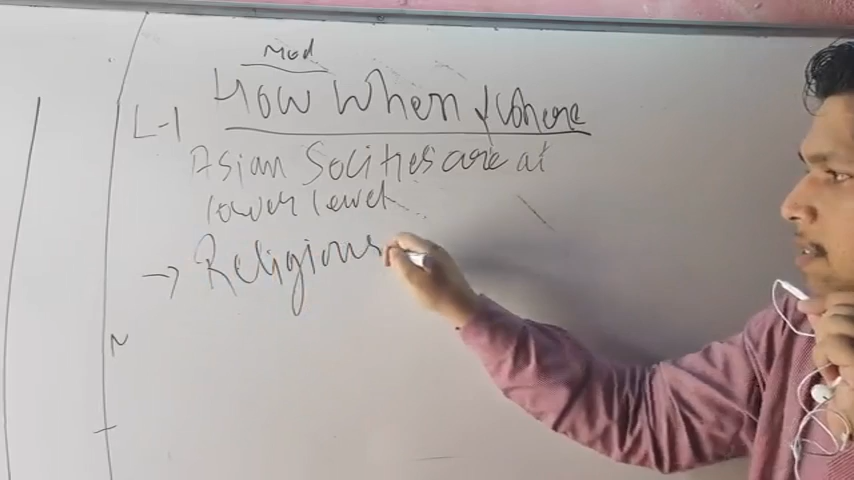 Mod
How When & Where
L-1
Asian Socities are at
lower level
→ Religious
N